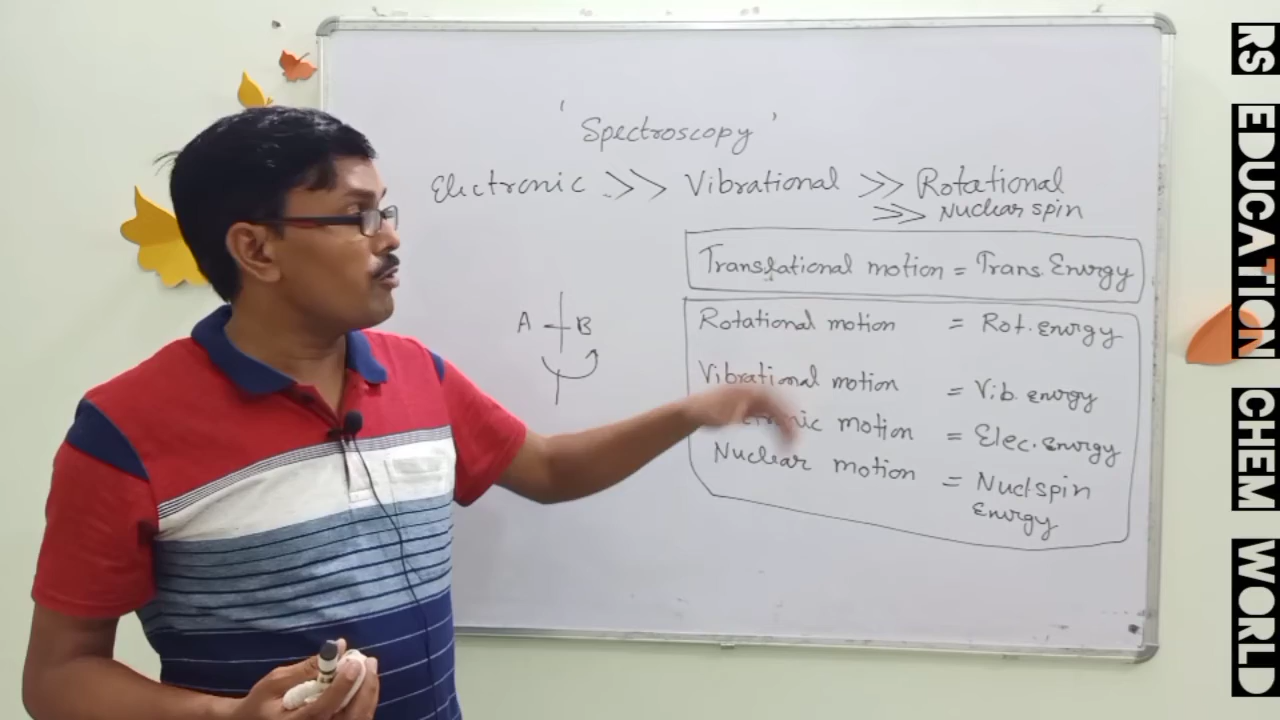 ' Spectroscopy '
Electronic >> Vibrational >> Rotational
>> Nuclear spin
Translational motion = Trans. Energy
Rotational motion = Rot. energy
Vibrational motion = Vib. energy
motion = Elec. energy
Nuclear motion = Nucl spin
Energy
A B
RS EDUCATION CHEM WORLD